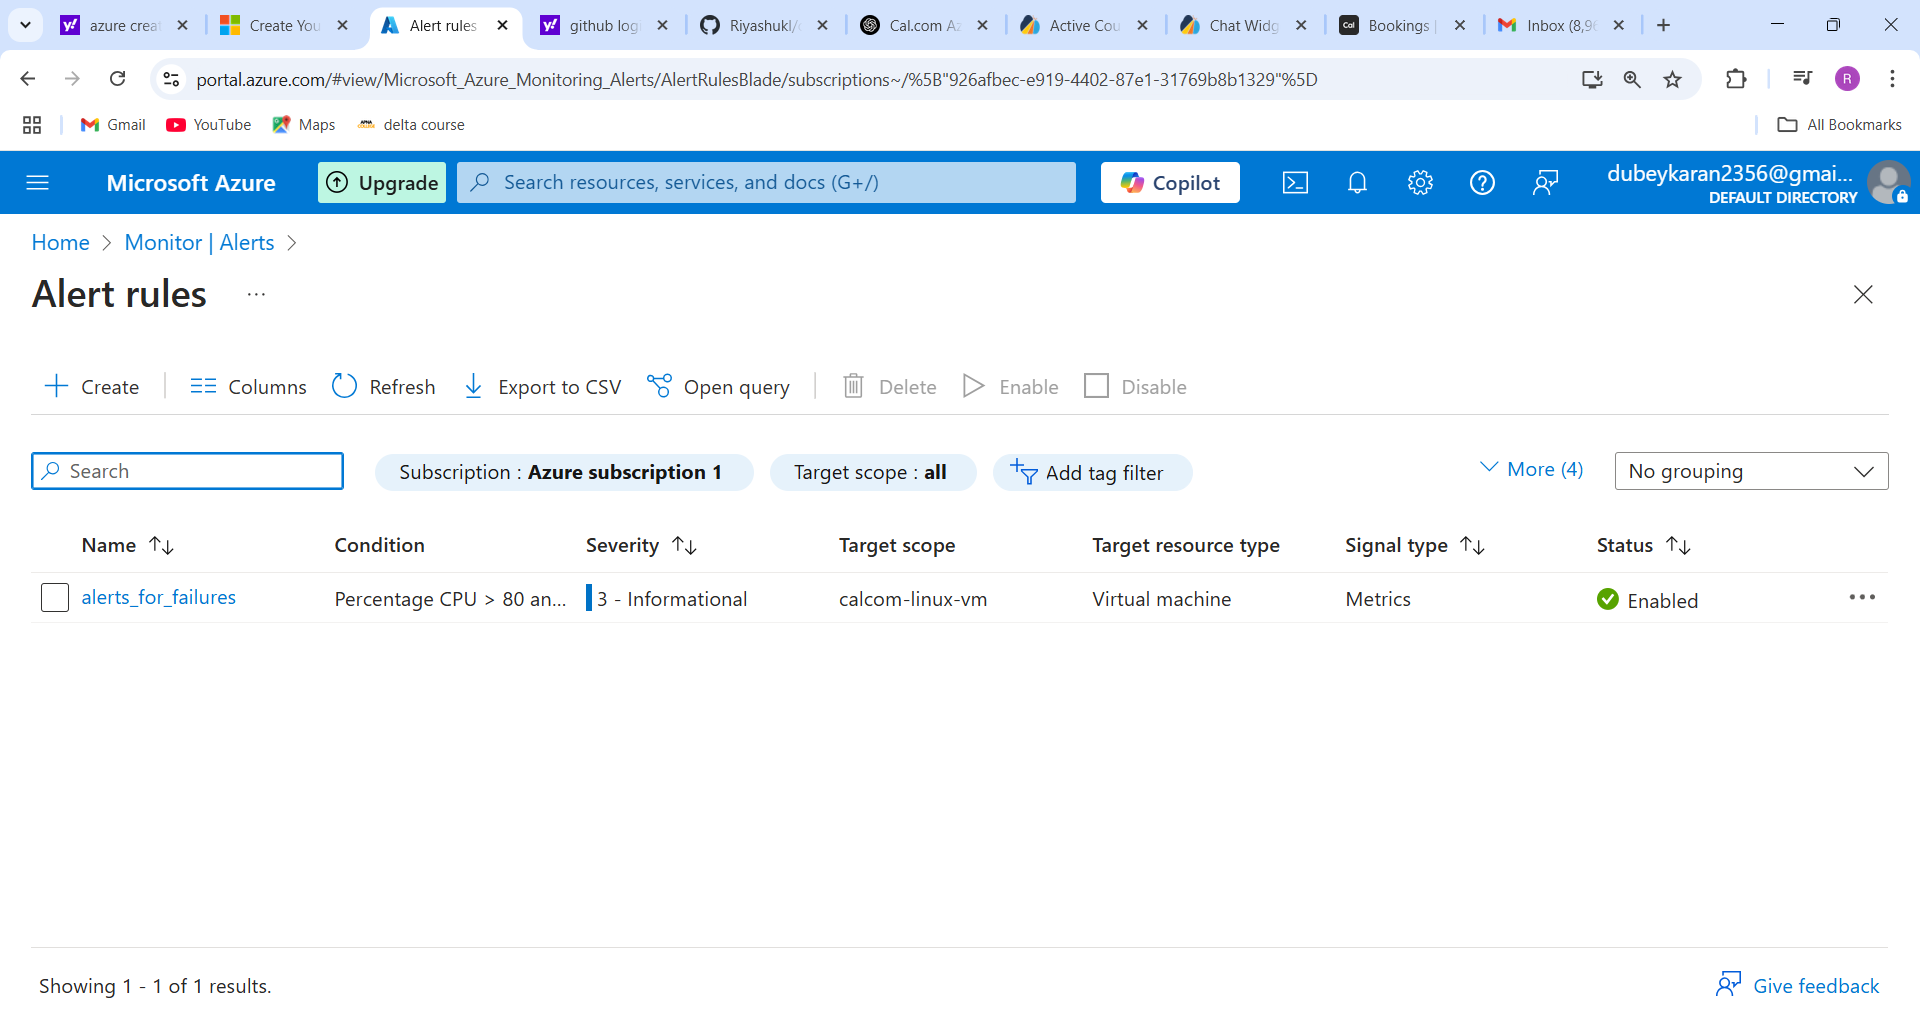 azure creat
Create You
Alert rules
github logi
Riyashukl/c
Cal.com Az
Active Cou
Chat Widg
Bookings |
Inbox (8,96
portal.azure.com/#view/Microsoft_Azure_Monitoring_Alerts/AlertRulesBlade/subscriptions~/%5B"926afbec-e919-4402-87e1-31769b8b1329"%5D
R
Gmail YouTube Maps delta course All Bookmarks
Microsoft Azure
Upgrade
Search resources, services, and docs (G+/)
Copilot
dubeykaran2356@gmai...
DEFAULT DIRECTORY
Home > Monitor | Alerts >
Alert rules ...
Create Columns Refresh Export to CSV Open query Delete Enable Disable
Search
Subscription : Azure subscription 1
Target scope : all
Add tag filter
More (4)
No grouping
Name Condition Severity Target scope Target resource type Signal type Status
alerts_for_failures Percentage CPU > 80 an... 3 - Informational calcom-linux-vm Virtual machine Metrics Enabled
Showing 1 - 1 of 1 results.
Give feedback